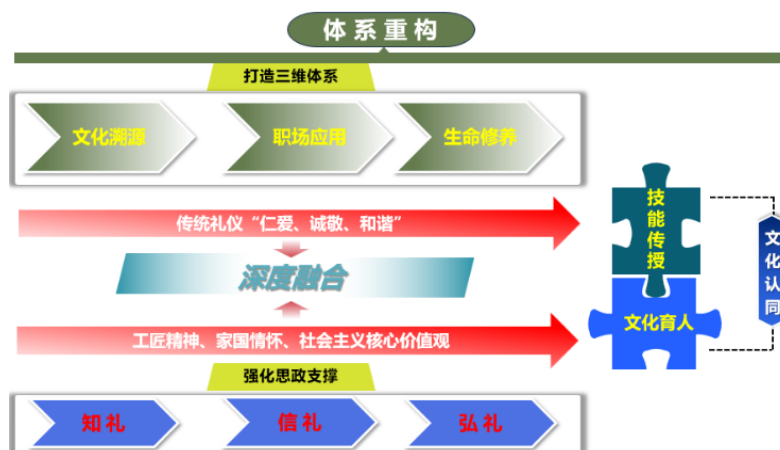 体系重构
打造三维体系
文化溯源
职场应用
生命修养
传统礼仪“仁爱、诚敬、和谐”
深度融合
工匠精神、家国情怀、社会主义核心价值观
强化思政支撑
知礼
信礼
弘礼
技能传授
文化育人
文化认同